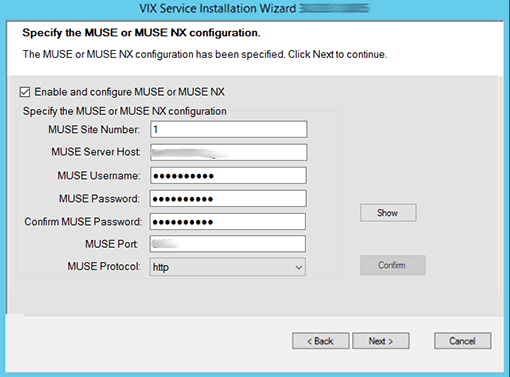 VIX Service Installation Wizard
Specify the MUSE or MUSE NX configuration.
The MUSE or MUSE NX configuration has been specified. Click Next to continue.
Enable and configure MUSE or MUSE NX
Specify the MUSE or MUSE NX configuration
MUSE Site Number: 1
MUSE Server Host:
MUSE Username: ●●●●●●●●●●
MUSE Password: ●●●●●●●●●●
Show
Confirm MUSE Password: ●●●●●●●●●●
MUSE Port:
MUSE Protocol: http
Confirm
< Back Next > Cancel